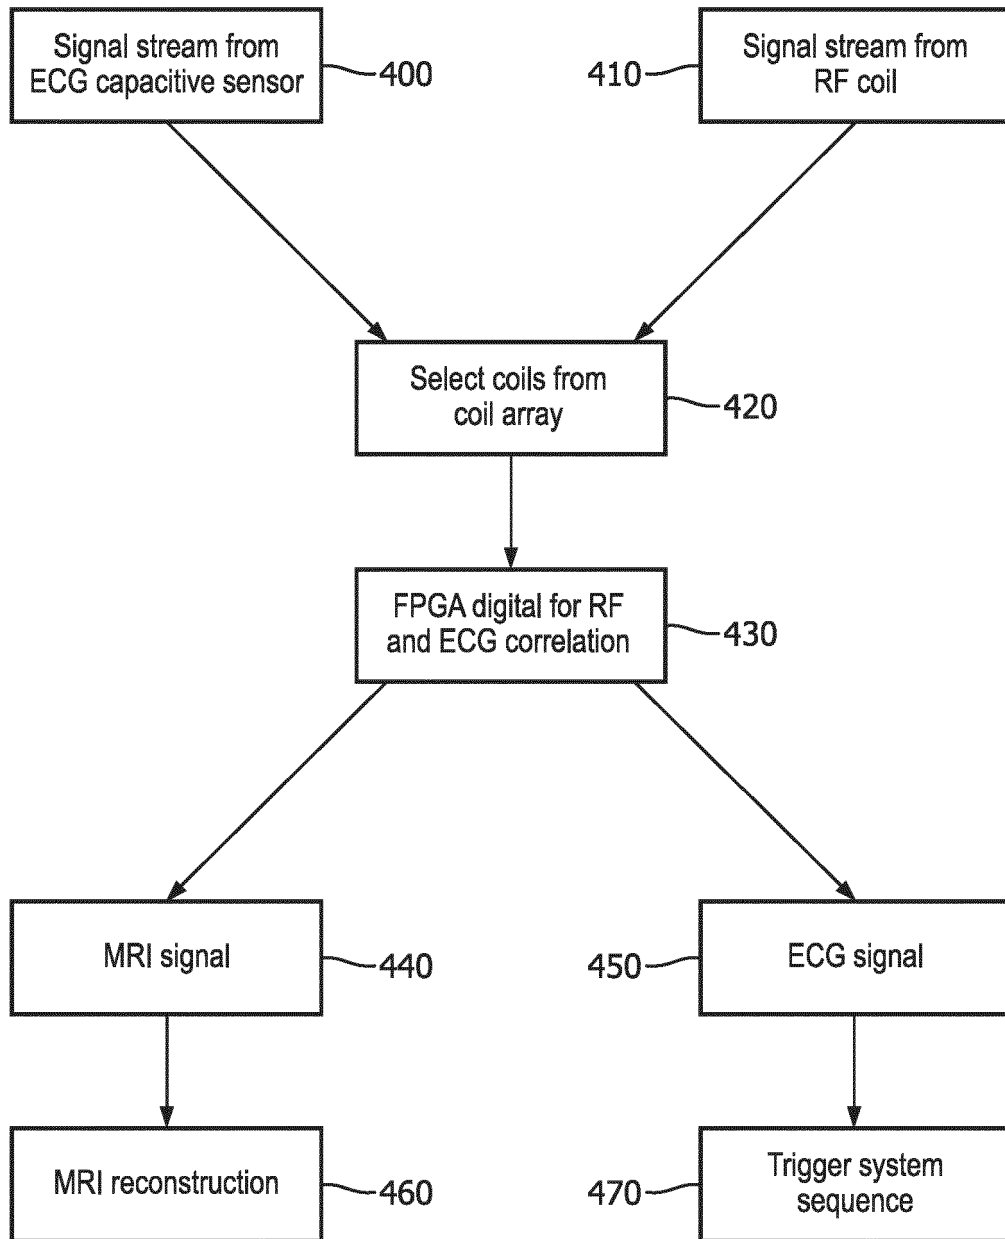 Signal stream from
ECG capacitive sensor
400
410
Signal stream from
RF coil
Select coils from
coil array
420
FPGA digital for RF
and ECG correlation
430
MRI signal
440
450
ECG signal
MRI reconstruction
460
470
Trigger system
sequence